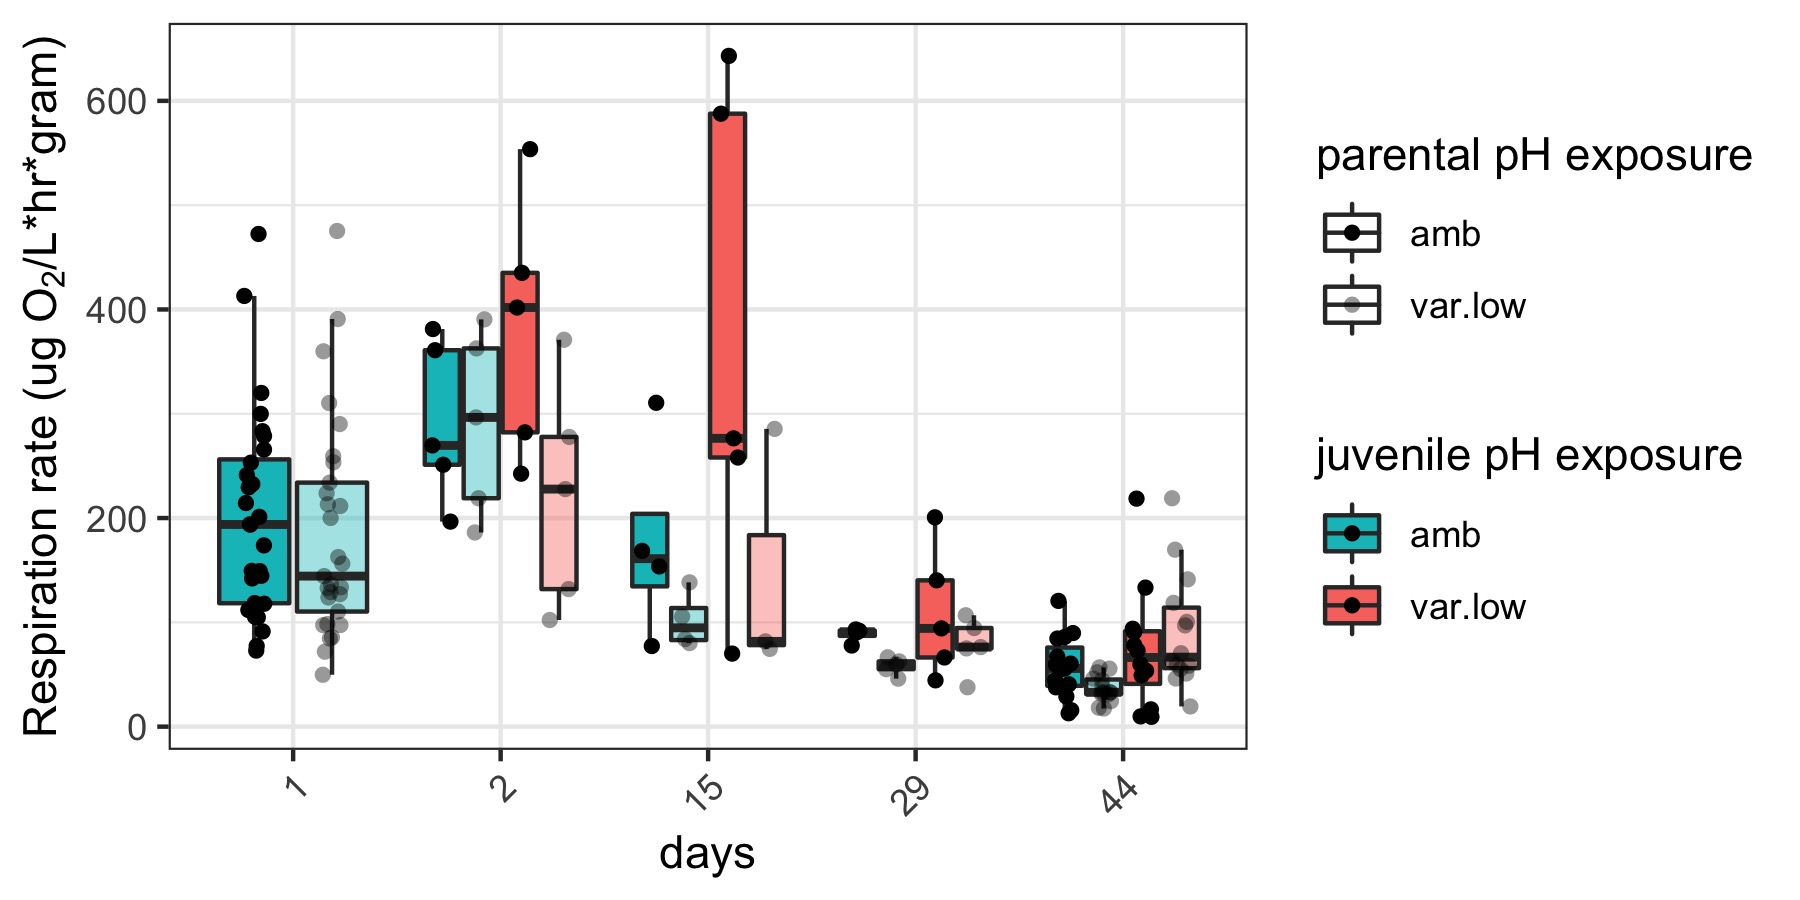 Respiration rate (ug O₂/L*hr*gram)
600
400
200
0
1
2
15
29
44
days
parental pH exposure
amb
var.low
juvenile pH exposure
amb
var.low